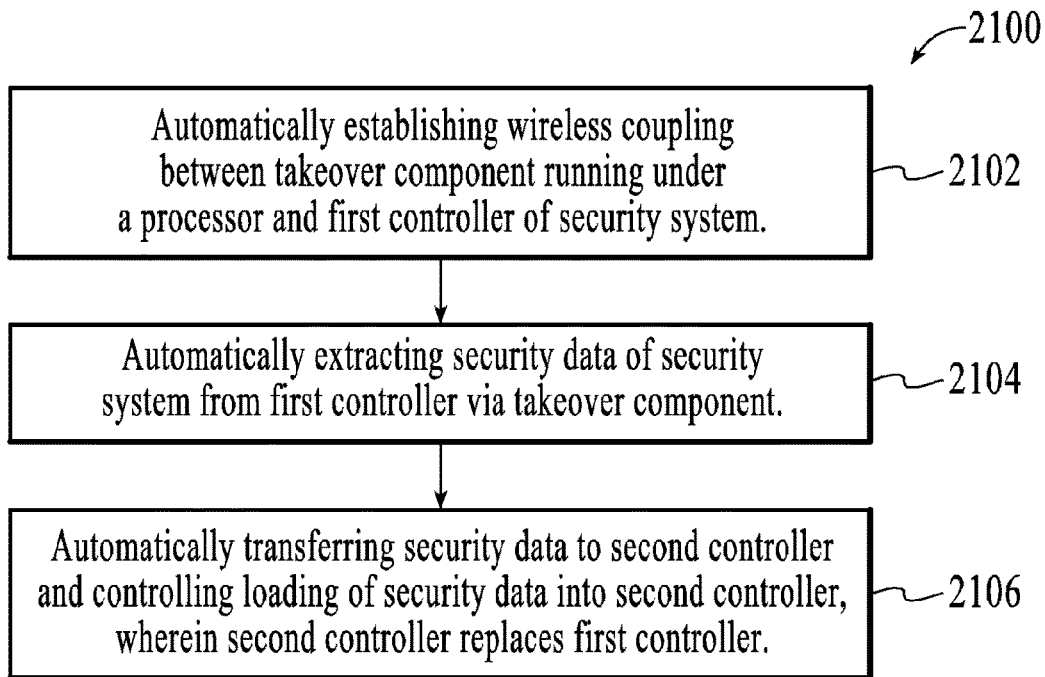 2100
Automatically establishing wireless coupling
between takeover component running under
a processor and first controller of security system.
2102
Automatically extracting security data of security
system from first controller via takeover component.
2104
Automatically transferring security data to second controller
and controlling loading of security data into second controller,
wherein second controller replaces first controller.
2106